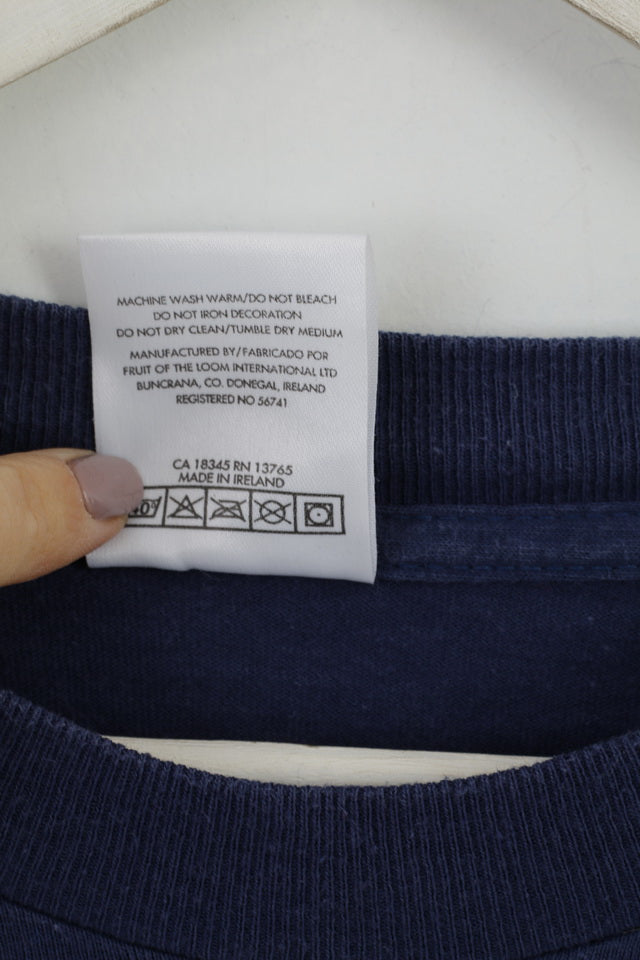 MACHINE WASH WARM/DO NOT BLEACH
DO NOT IRON DECORATION
DO NOT DRY CLEAN/TUMBLE DRY MEDIUM
MANUFACTURED BY/FABRICADO POR
FRUIT OF THE LOOM INTERNATIONAL LTD
BUNCRANA, CO. DONEGAL, IRELAND
REGISTERED NO 56741
CA 18345 RN 13765
MADE IN IRELAND
40°